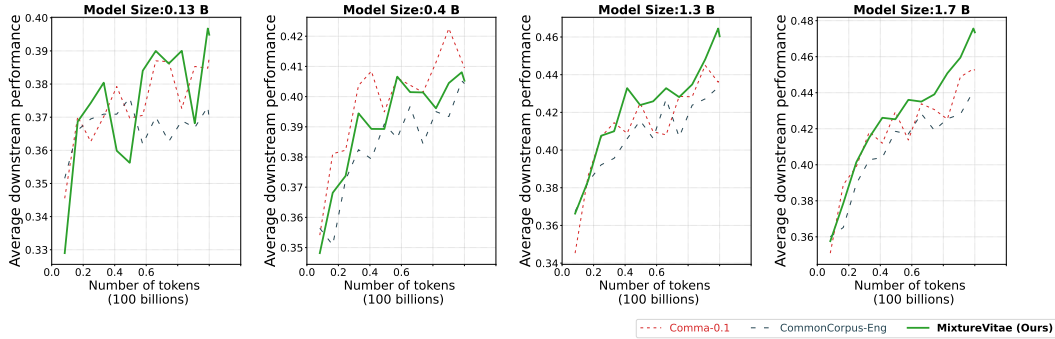 Model Size:0.13 B
Average downstream performance
0.40
0.39
0.38
0.37
0.36
0.35
0.34
0.33
0.0 0.2 0.4 0.6
Number of tokens
(100 billions)
Model Size:0.4 B
Average downstream performance
0.42
0.41
0.40
0.39
0.38
0.37
0.36
0.35
0.0 0.2 0.4 0.6
Number of tokens
(100 billions)
Model Size:1.3 B
Average downstream performance
0.46
0.44
0.42
0.40
0.38
0.36
0.34
0.0 0.2 0.4 0.6
Number of tokens
(100 billions)
Model Size:1.7 B
Average downstream performance
0.48
0.46
0.44
0.42
0.40
0.38
0.36
0.0 0.2 0.4 0.6
Number of tokens
(100 billions)
Comma-0.1 CommonCorpus-Eng MixtureVitae (Ours)